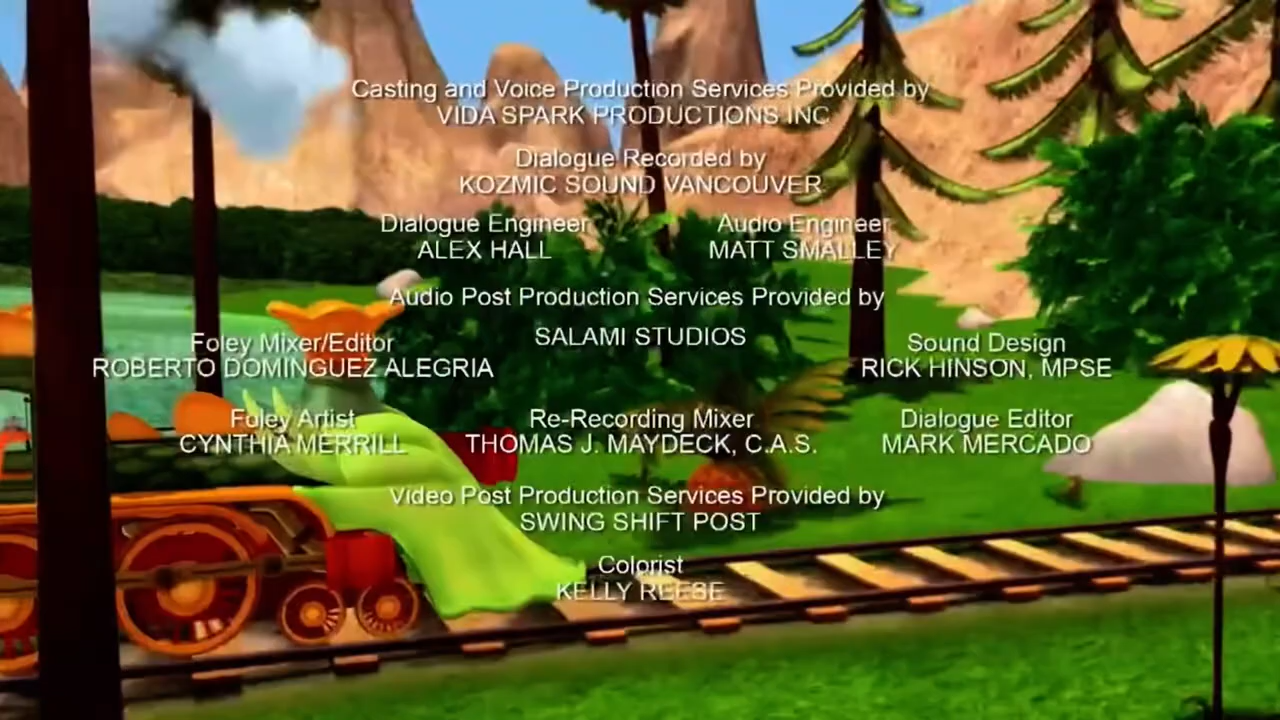 Casting and Voice Production Services Provided by
VIDA SPARK PRODUCTIONS INC
Dialogue Recorded by
KOZMIC SOUND VANCOUVER
Dialogue Engineer
ALEX HALL
Audio Engineer
MATT SMALLEY
Audio Post Production Services Provided by
SALAMI STUDIOS
Foley Mixer/Editor
ROBERTO DOMINGUEZ ALEGRIA
Sound Design
RICK HINSON, MPSE
Foley Artist
CYNTHIA MERRILL
Re-Recording Mixer
THOMAS J. MAYDECK, C.A.S.
Dialogue Editor
MARK MERCADO
Video Post Production Services Provided by
SWING SHIFT POST
Colorist
KELLY REESE